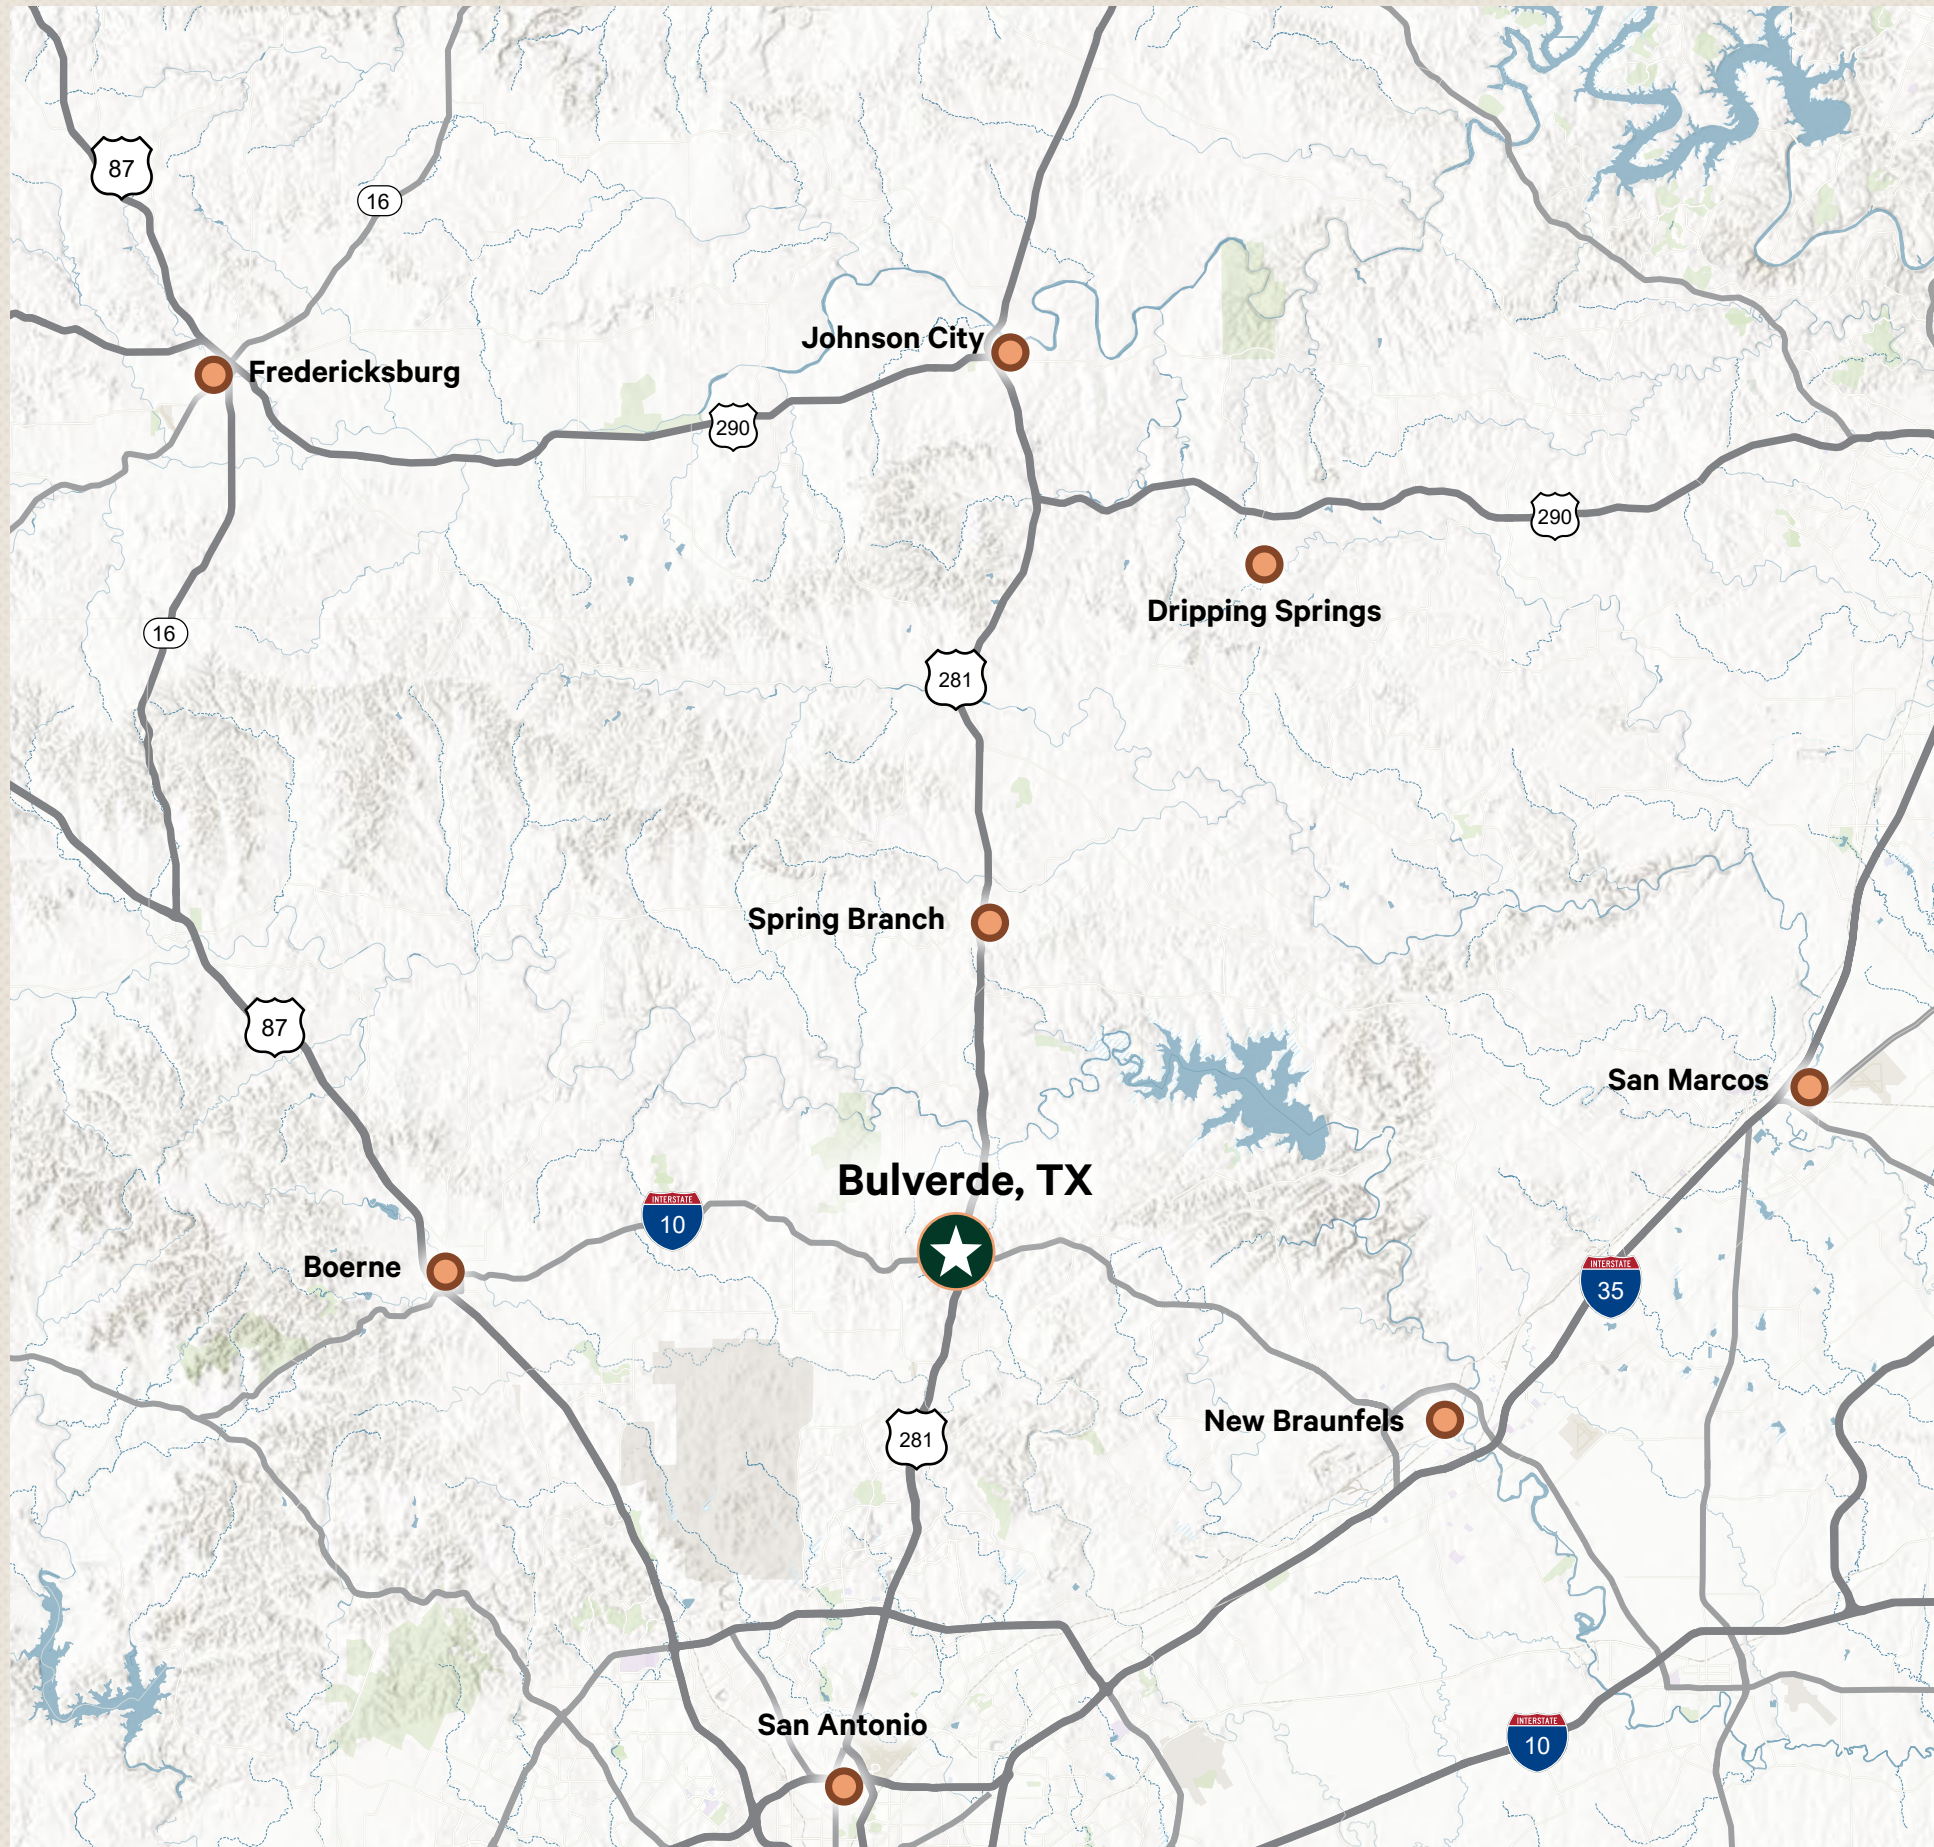 87
16
Johnson City
Fredericksburg
290
290
Dripping Springs
16
281
Spring Branch
87
San Marcos
Bulverde, TX
INTERSTATE
10
Boerne
INTERSTATE
35
New Braunfels
281
San Antonio
INTERSTATE
10